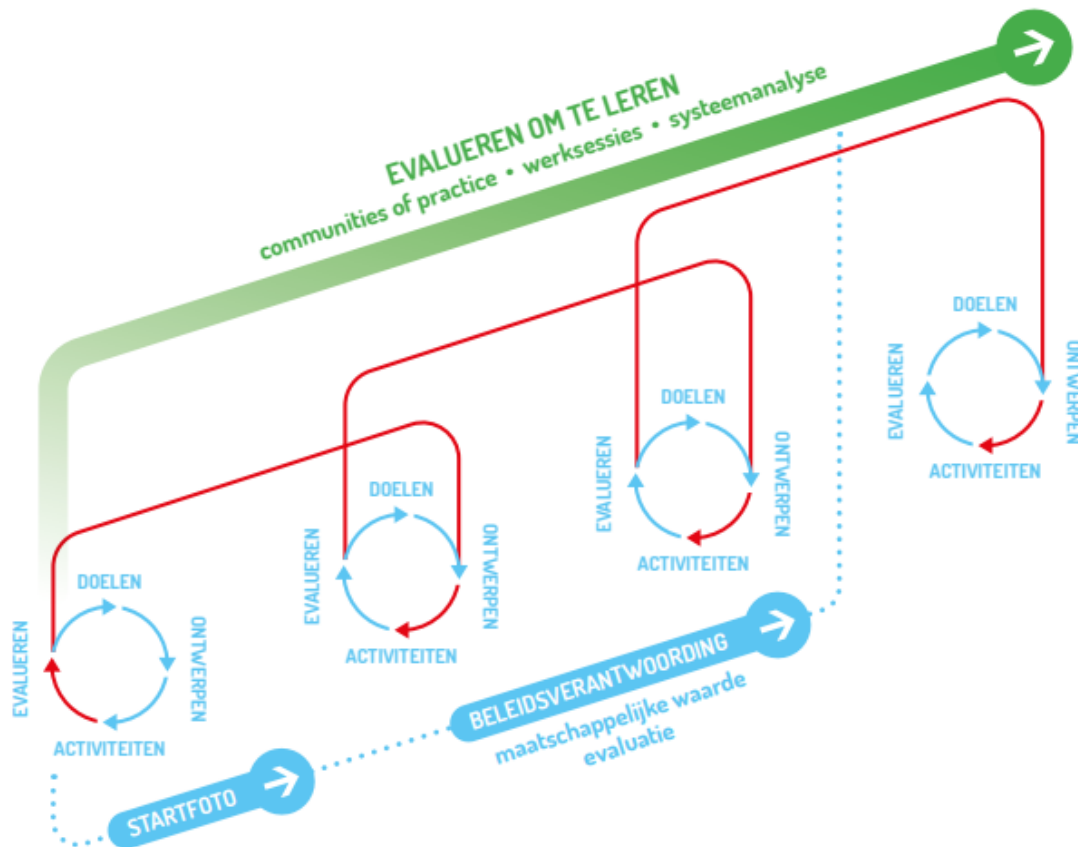 EVALUEREN OM TE LEREN
communities of practice • werksessies • systeemanalyse
DOELEN
EVALUEREN
ONTWERPEN
ACTIVITEITEN
DOELEN
EVALUEREN
ONTWERPEN
ACTIVITEITEN
DOELEN
EVALUEREN
ONTWERPEN
ACTIVITEITEN
DOELEN
EVALUEREN
ONTWERPEN
ACTIVITEITEN
STARTFOTO
BELEIDSVERANTWOORDING
maatschappelijke waarde
evaluatie